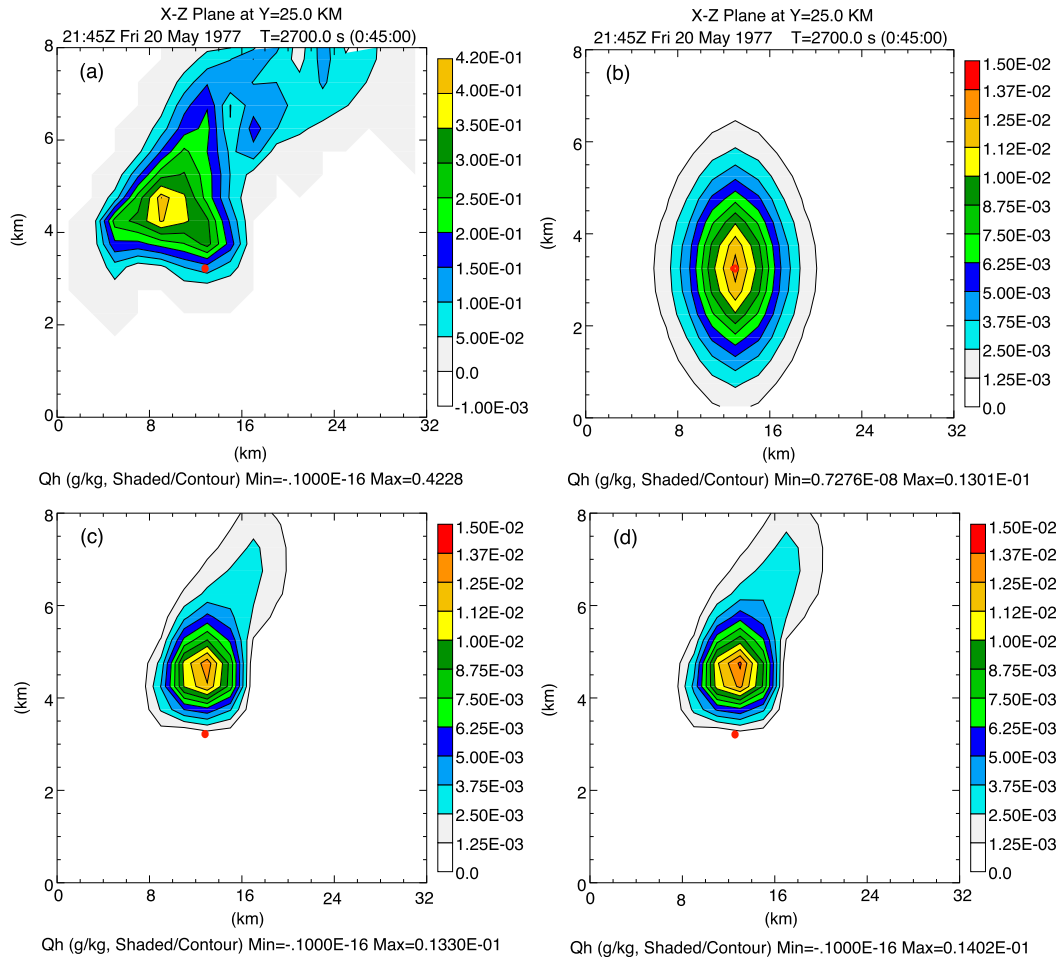 X-Z Plane at Y=25.0 KM
21:45Z Fri 20 May 1977 T=2700.0 s (0:45:00)
(a)
8
6
4
2
0
(km)
0
8
16
24
32
(km)
4.20E-01
4.00E-01
3.50E-01
3.00E-01
2.50E-01
2.00E-01
1.50E-01
1.00E-01
5.00E-02
0.0
-1.00E-03
Qh (g/kg, Shaded/Contour) Min=-.1000E-16 Max=0.4228
X-Z Plane at Y=25.0 KM
21:45Z Fri 20 May 1977 T=2700.0 s (0:45:00)
(b)
8
6
4
2
0
(km)
0
8
16
24
32
(km)
1.50E-02
1.37E-02
1.25E-02
1.12E-02
1.00E-02
8.75E-03
7.50E-03
6.25E-03
5.00E-03
3.75E-03
2.50E-03
1.25E-03
0.0
Qh (g/kg, Shaded/Contour) Min=0.7276E-08 Max=0.1301E-01
(c)
8
6
4
2
0
(km)
0
8
16
24
32
(km)
1.50E-02
1.37E-02
1.25E-02
1.12E-02
1.00E-02
8.75E-03
7.50E-03
6.25E-03
5.00E-03
3.75E-03
2.50E-03
1.25E-03
0.0
Qh (g/kg, Shaded/Contour) Min=-.1000E-16 Max=0.1330E-01
(d)
8
6
4
2
0
(km)
0
8
16
24
32
(km)
1.50E-02
1.37E-02
1.25E-02
1.12E-02
1.00E-02
8.75E-03
7.50E-03
6.25E-03
5.00E-03
3.75E-03
2.50E-03
1.25E-03
0.0
Qh (g/kg, Shaded/Contour) Min=-.1000E-16 Max=0.1402E-01